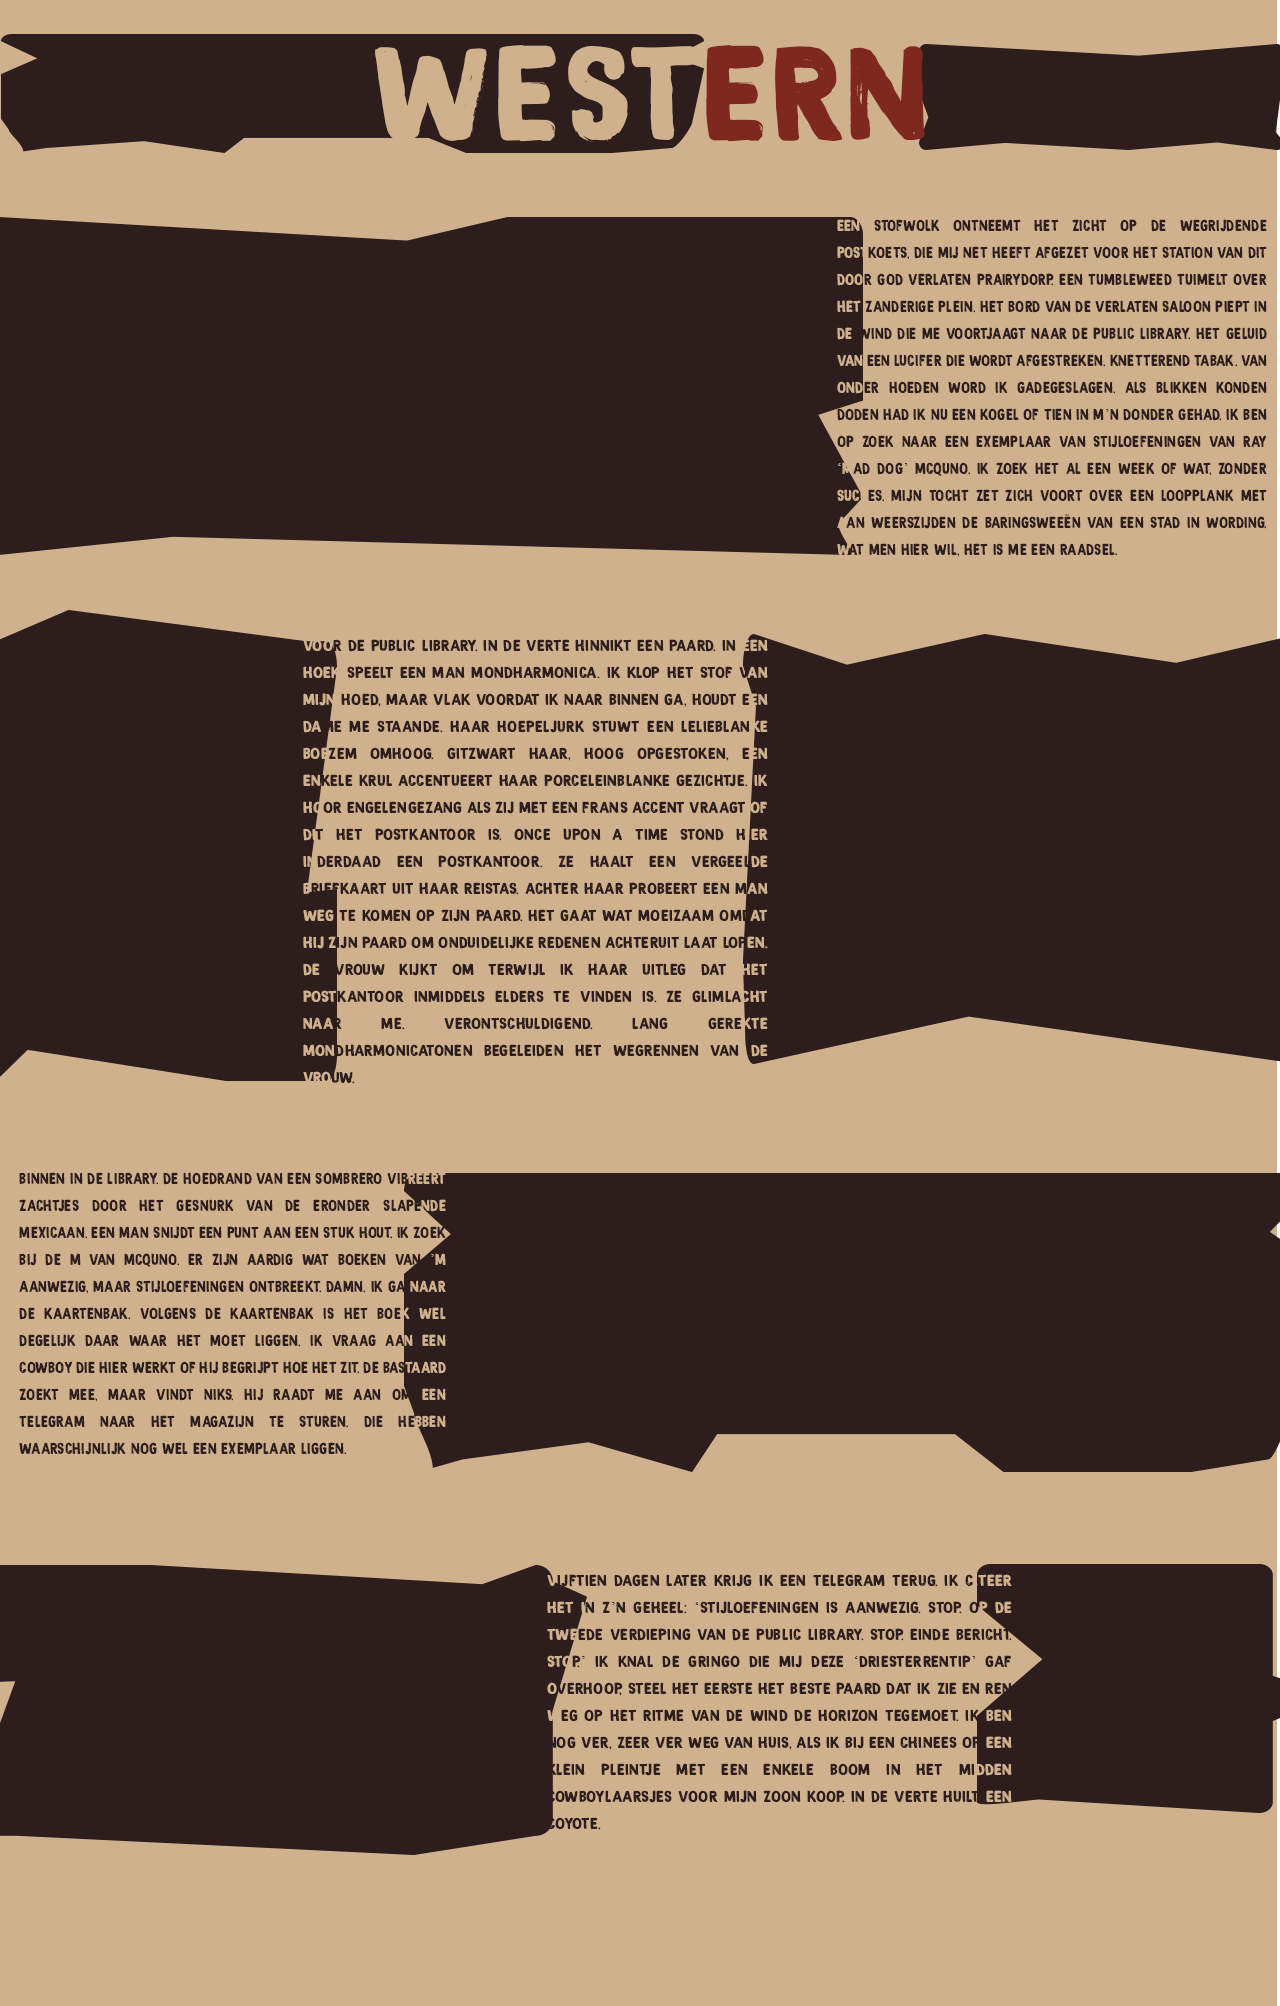 WESTERN
EEN STOFWOLK ONTNEEMT HET ZICHT OP DE WEGRIJDENDE
POSTKOETS, DIE MIJ NET HEEFT AFGEZET VOOR HET STATION VAN DIT
DOOR GOD VERLATEN PRAIRYDORP. EEN TUMBLEWEED TUIMELT OVER
HET ZANDERIGE PLEIN. HET BORD VAN DE VERLATEN SALOON PIEPT IN
DE WIND DIE ME VOORTJAAGT NAAR DE PUBLIC LIBRARY. HET GELUID
VAN EEN LUCIFER DIE WORDT AFGESTREKEN. KNETTEREND TABAK. VAN
ONDER HOEDEN WORD IK GADEGESLAGEN. ALS BLIKKEN KONDEN
DODEN HAD IK NU EEN KOGEL OF TIEN IN M'N DONDER GEHAD. IK BEN
OP ZOEK NAAR EEN EXEMPLAAR VAN STIJLOEFENINGEN VAN RAY
'MAD DOG' MCQUNO. IK ZOEK HET AL EEN WEEK OF WAT, ZONDER
SUCCES. MIJN TOCHT ZET ZICH VOORT OVER EEN LOOPPLANK MET
AAN WEERSZIJDEN DE BARINGSWEEËN VAN EEN STAD IN WORDING.
WAT MEN HIER WIL, HET IS ME EEN RAADSEL.
VOOR DE PUBLIC LIBRARY. IN DE VERTE HINNIKT EEN PAARD. IN EEN
HOEK SPEELT EEN MAN MONDHARMONICA. IK KLOP HET STOF VAN
MIJN HOED, MAAR VLAK VOORDAT IK NAAR BINNEN GA, HOUDT EEN
DAME ME STAANDE. HAAR HOEPELJURK STUWT EEN LELIEBLANKE
BOEZEM OMHOOG. GITZWART HAAR, HOOG OPGESTOKEN, EEN
ENKELE KRUL ACCENTUEERT HAAR PORCELEINBLANKE GEZICHTJE. IK
HOOR ENGELENGEZANG ALS ZIJ MET EEN FRANS ACCENT VRAAGT OF
DIT HET POSTKANTOOR IS. ONCE UPON A TIME STOND HIER
INDERDAAD EEN POSTKANTOOR. ZE HAALT EEN VERGEELDE
BRIEFKAART UIT HAAR REISTAS. ACHTER HAAR PROBEERT EEN MAN
WEG TE KOMEN OP ZIJN PAARD. HET GAAT WAT MOEIZAAM OMDAT
HIJ ZIJN PAARD OM ONDUIDELIJKE REDENEN ACHTERUIT LAAT LOPEN.
DE VROUW KIJKT OM TERWIJL IK HAAR UITLEG DAT HET
POSTKANTOOR INMIDDELS ELDERS TE VINDEN IS. ZE GLIMLACHT
NAAR ME. VERONTSCHULDIGEND. LANG GEREKTE
MONDHARMONICATONEN BEGELEIDEN HET WEGRENNEN VAN DE
VROUW.
BINNEN IN DE LIBRARY. DE HOEDRAND VAN EEN SOMBRERO VIBREERT
ZACHTJES DOOR HET GESNURK VAN DE ERONDER SLAPENDE
MEXICAAN. EEN MAN SNIJDT EEN PUNT AAN EEN STUK HOUT. IK ZOEK
BIJ DE M VAN MCQUNO. ER ZIJN AARDIG WAT BOEKEN VAN 'M
AANWEZIG, MAAR STIJLOEFENINGEN ONTBREEKT. DAMN. IK GA NAAR
DE KAARTENBAK. VOLGENS DE KAARTENBAK IS HET BOEK WEL
DEGELIJK DAAR WAAR HET MOET LIGGEN. IK VRAAG AAN EEN
COWBOY DIE HIER WERKT OF HIJ BEGRIJPT HOE HET ZIT. DE BASTAARD
ZOEKT MEE, MAAR VINDT NIKS. HIJ RAADT ME AAN OM EEN
TELEGRAM NAAR HET MAGAZIJN TE STUREN. DIE HEBBEN
WAARSCHIJNLIJK NOG WEL EEN EXEMPLAAR LIGGEN.
VIJFTIEN DAGEN LATER KRIJG IK EEN TELEGRAM TERUG. IK CITEER
HET IN Z'N GEHEEL: 'STIJLOEFENINGEN IS AANWEZIG. STOP. OP DE
TWEEDE VERDIEPING VAN DE PUBLIC LIBRARY. STOP. EINDE BERICHT.
STOP.' IK KNAL DE GRINGO DIE MIJ DEZE 'DRIESTERRENTIP' GAF
OVERHOOP, STEEL HET EERSTE HET BESTE PAARD DAT IK ZIE EN REN
WEG OP HET RITME VAN DE WIND DE HORIZON TEGEMOET. IK BEN
NOG VER, ZEER VER WEG VAN HUIS, ALS IK BIJ EEN CHINEES OP EEN
KLEIN PLEINTJE MET EEN ENKELE BOOM IN HET MIDDEN
COWBOYLAARSJES VOOR MIJN ZOON KOOP. IN DE VERTE HUILT EEN
COYOTE.